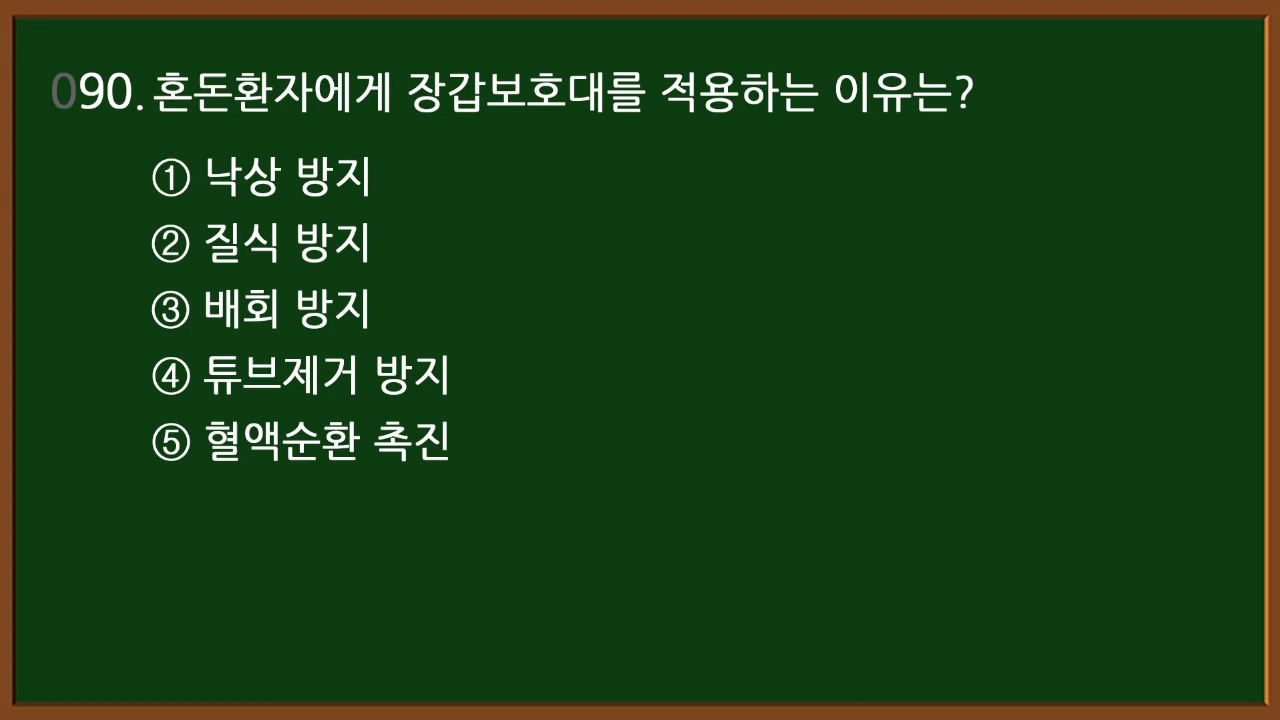 090. 혼돈환자에게 장갑보호대를 적용하는 이유는?
① 낙상 방지
② 질식 방지
③ 배회 방지
④ 튜브제거 방지
⑤ 혈액순환 촉진